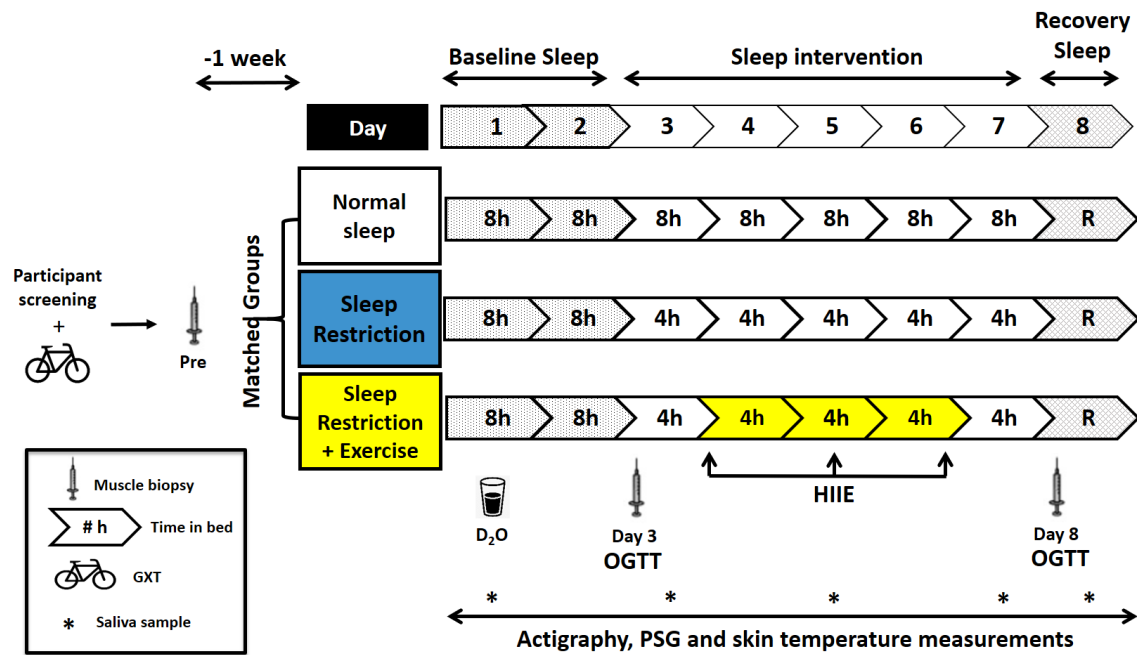 Recovery
Sleep
-1 week
Baseline Sleep
Sleep intervention
Day
1
2
3
4
5
6
7
8
Normal
sleep
8h
8h
8h
8h
8h
8h
8h
R
Participant
screening
+
Pre
Matched Groups
Sleep
Restriction
8h
8h
4h
4h
4h
4h
4h
R
Sleep
Restriction
+ Exercise
8h
8h
4h
4h
4h
4h
4h
R
HIIE
D₂O
Day 3
OGTT
Day 8
OGTT
* * * * *
Actigraphy, PSG and skin temperature measurements
Muscle biopsy
# h
Time in bed
GXT
* Saliva sample